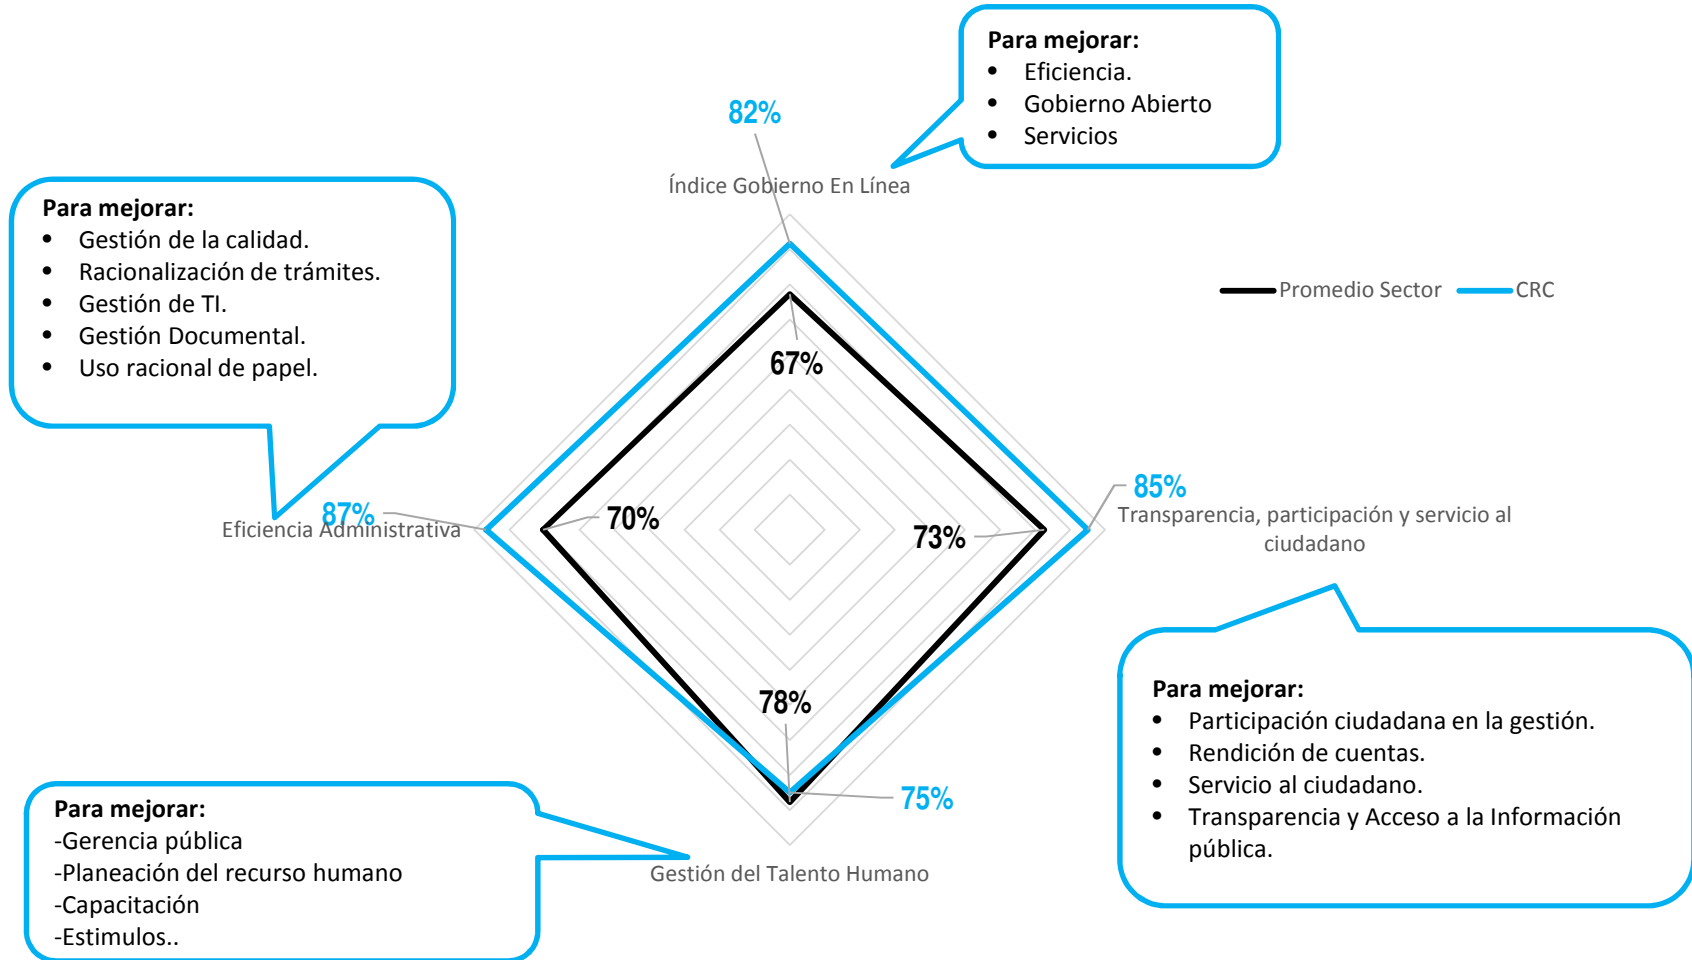 Para mejorar:
• Eficiencia.
• Gobierno Abierto
• Servicios
82%
Índice Gobierno En Línea
Para mejorar:
• Gestión de la calidad.
• Racionalización de trámites.
• Gestión de TI.
• Gestión Documental.
• Uso racional de papel.
Promedio Sector
CRC
67%
87%
Eficiencia Administrativa
70%
73%
85%
Transparencia, participación y servicio al
ciudadano
78%
75%
Gestión del Talento Humano
Para mejorar:
• Participación ciudadana en la gestión.
• Rendición de cuentas.
• Servicio al ciudadano.
• Transparencia y Acceso a la Información
pública.
Para mejorar:
-Gerencia pública
-Planeación del recurso humano
-Capacitación
-Estimulos..